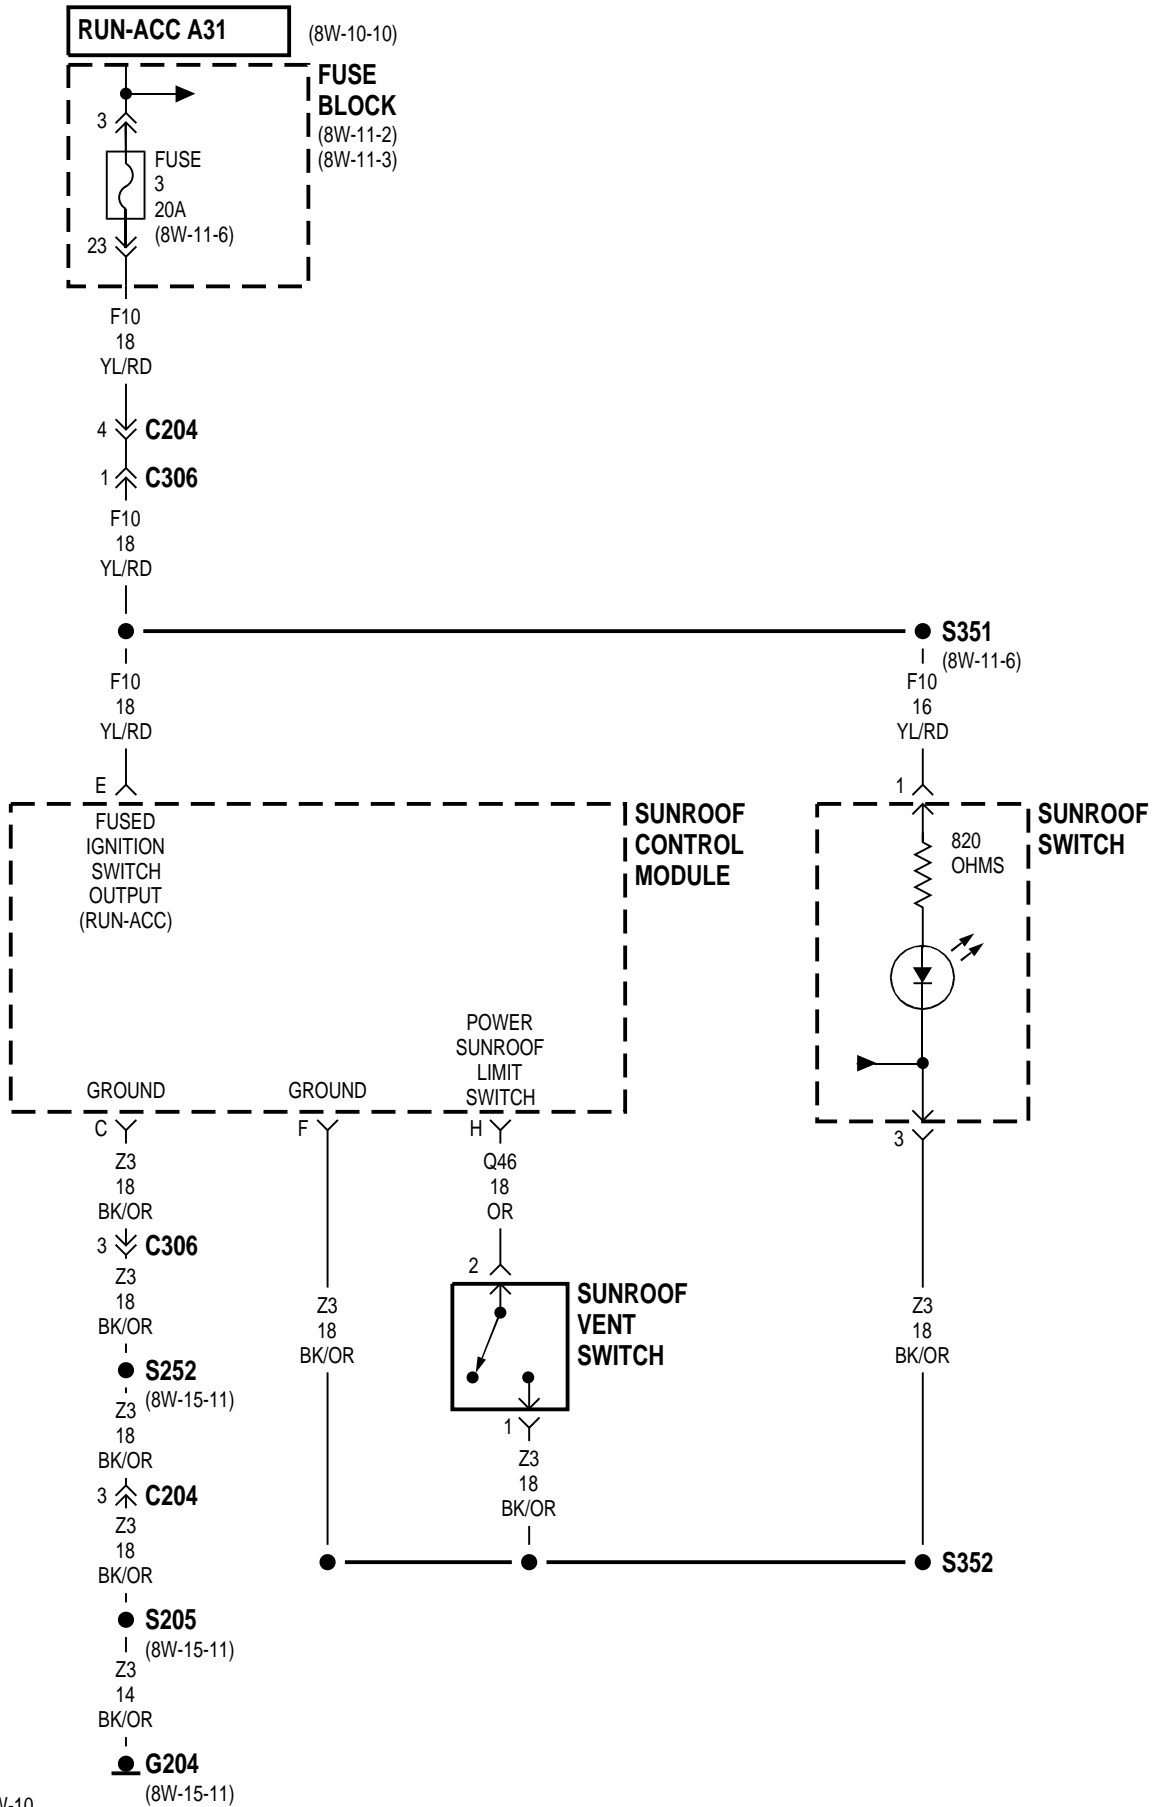 RUN-ACC A31
(8W-10-10)
FUSE
BLOCK
(8W-11-2)
(8W-11-3)
3
FUSE
3
20A
(8W-11-6)
23
F10
18
YL/RD
4
C204
1
C306
F10
18
YL/RD
S351
(8W-11-6)
F10
18
YL/RD
F10
16
YL/RD
E
1
FUSED
IGNITION
SWITCH
OUTPUT
(RUN-ACC)
SUNROOF
CONTROL
MODULE
820
OHMS
SUNROOF
SWITCH
POWER
SUNROOF
LIMIT
SWITCH
GROUND
GROUND
C
F
H
3
Z3
18
BK/OR
Q46
18
OR
3
C306
2
Z3
18
BK/OR
SUNROOF
VENT
SWITCH
Z3
18
BK/OR
Z3
18
BK/OR
S252
(8W-15-11)
Z3
18
BK/OR
1
Z3
18
BK/OR
3
C204
Z3
18
BK/OR
S352
S205
(8W-15-11)
Z3
14
BK/OR
G204
(8W-15-11)